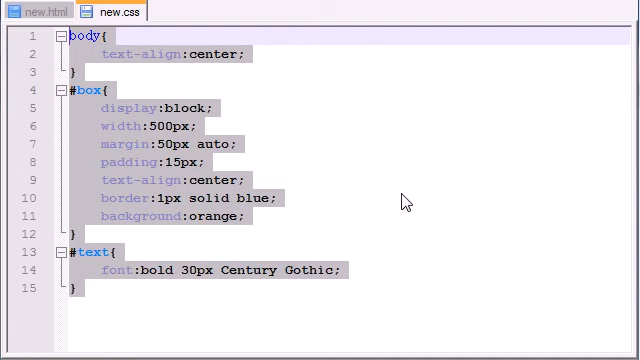 new.html new.css
1 body{
2 text-align:center;
3 }
4 #box{
5 display:block;
6 width:500px;
7 margin:50px auto;
8 padding:15px;
9 text-align:center;
10 border:1px solid blue;
11 background:orange;
12 }
13 #text{
14 font:bold 30px Century Gothic;
15 }